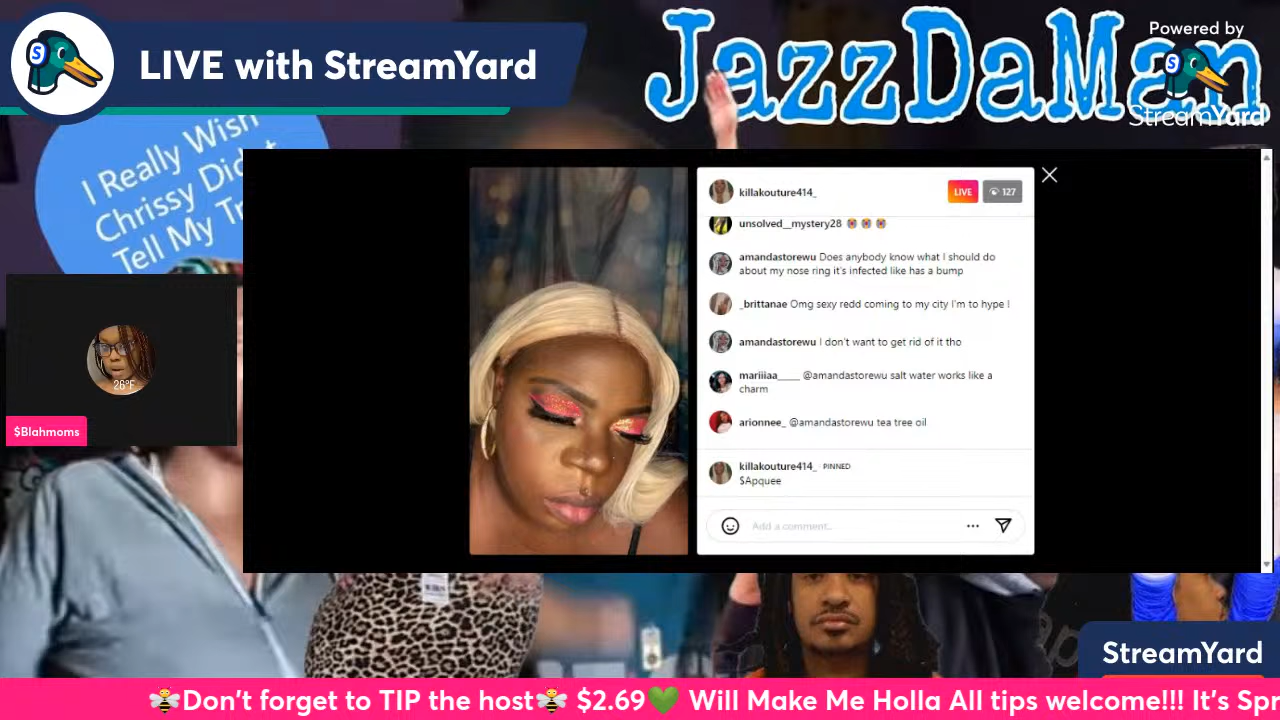 S
LIVE with StreamYard
JazzDaMan
Powered by
S
StreamYard
I Really Wish
Chrissy
Tell My
killakouture414_
LIVE
127
unsolved__mystery28
amandastorewu Does anybody know what I should do
about my nose ring it's infected like has a bump
_brittanae Omg sexy redd coming to my city I'm to hype !
amandastorewu I don't want to get rid of it tho
mariiiaa_____ @amandastorewu salt water works like a
charm
arionnee_ @amandastorewu tea tree oil
killakouture414_ · PINNED
$Apquee
Add a comment...
26°F
$Blahmoms
StreamYard
🐝Don't forget to TIP the host🐝 $2.69💚 Will Make Me Holla All tips welcome!!! It's Spr